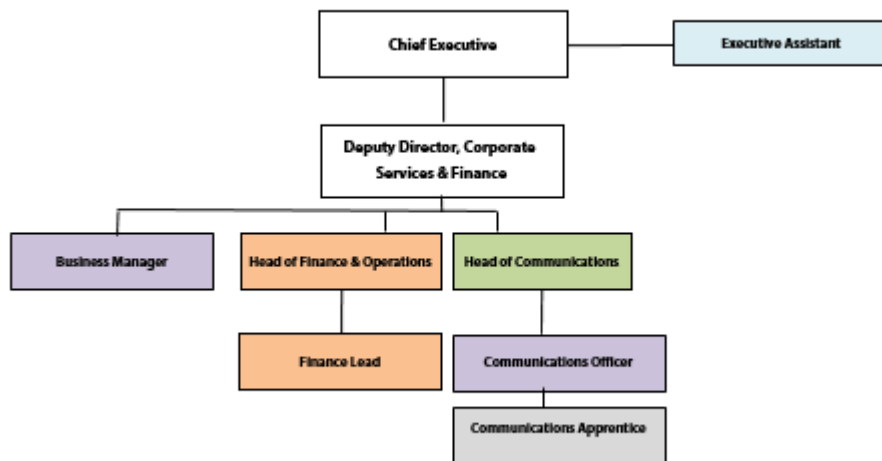 Chief Executive
Executive Assistant
Deputy Director, Corporate
Services & Finance
Business Manager
Head of Finance & Operations
Head of Communications
Finance Lead
Communications Officer
Communications Apprentice